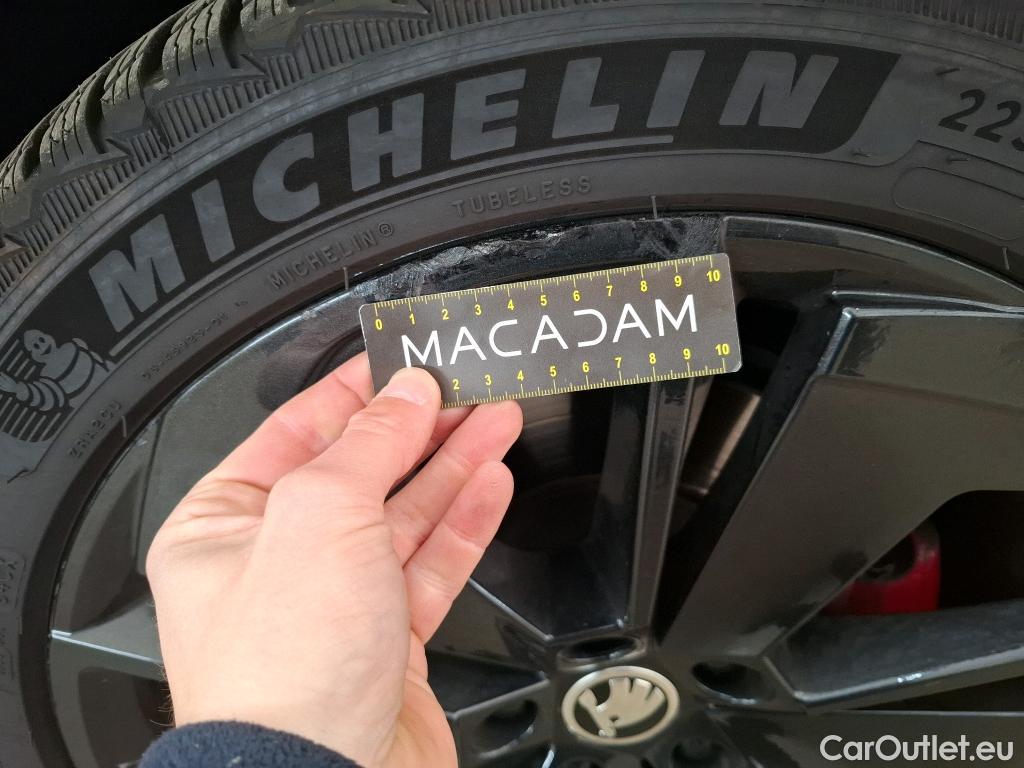 MICHELIN
225
MICHELIN®
TUBELESS
0 1 2 3 4 5 6 7 8 9 10
MACADAM
2 3 4 5 6 7 8 9 10
CarOutlet.eu